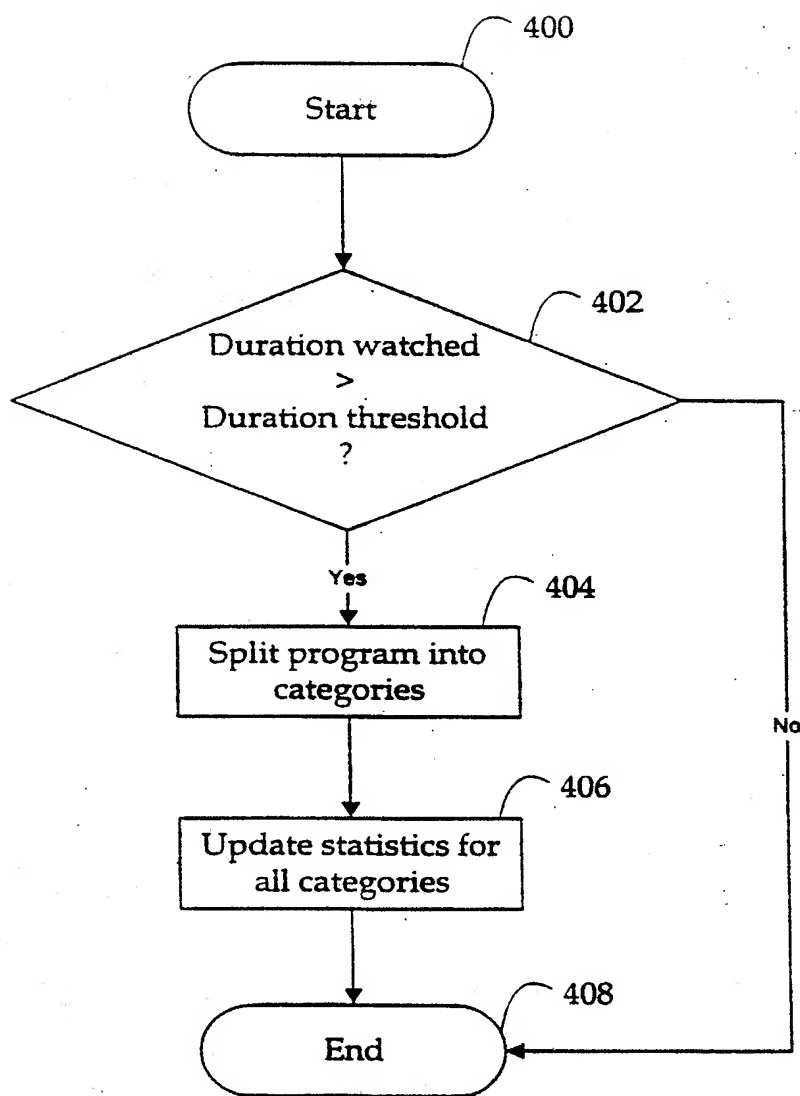 400
Start
402
Duration watched
>
Duration threshold
?
Yes
404
Split program into
categories
No
406
Update statistics for
all categories
408
End